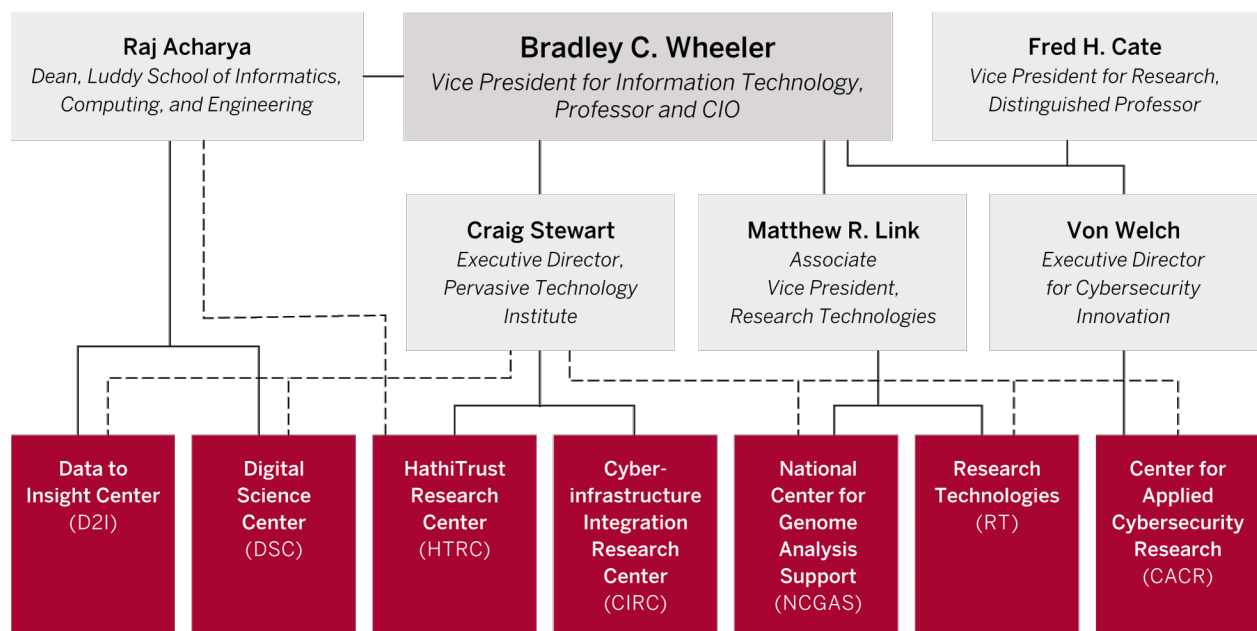 Raj Acharya
Dean, Luddy School of Informatics,
Computing, and Engineering
Bradley C. Wheeler
Vice President for Information Technology,
Professor and CIO
Fred H. Cate
Vice President for Research,
Distinguished Professor
Craig Stewart
Executive Director,
Pervasive Technology
Institute
Matthew R. Link
Associate
Vice President,
Research Technologies
Von Welch
Executive Director
for Cybersecurity
Innovation
Data to
Insight Center
(D2I)
Digital
Science
Center
(DSC)
HathiTrust
Research
Center
(HTRC)
Cyber-
infrastructure
Integration
Research
Center
(CIRC)
National
Center for
Genome
Analysis
Support
(NCGAS)
Research
Technologies
(RT)
Center for
Applied
Cybersecurity
Research
(CACR)